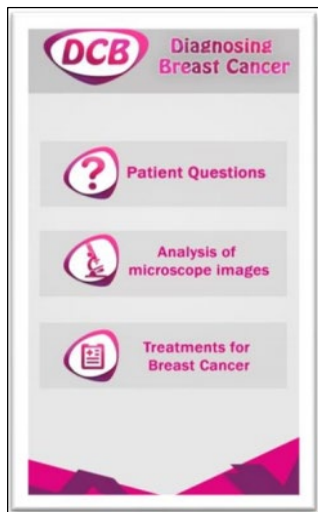 DCB
Diagnosing
Breast Cancer
?
Patient Questions
Analysis of
microscope images
Treatments for
Breast Cancer